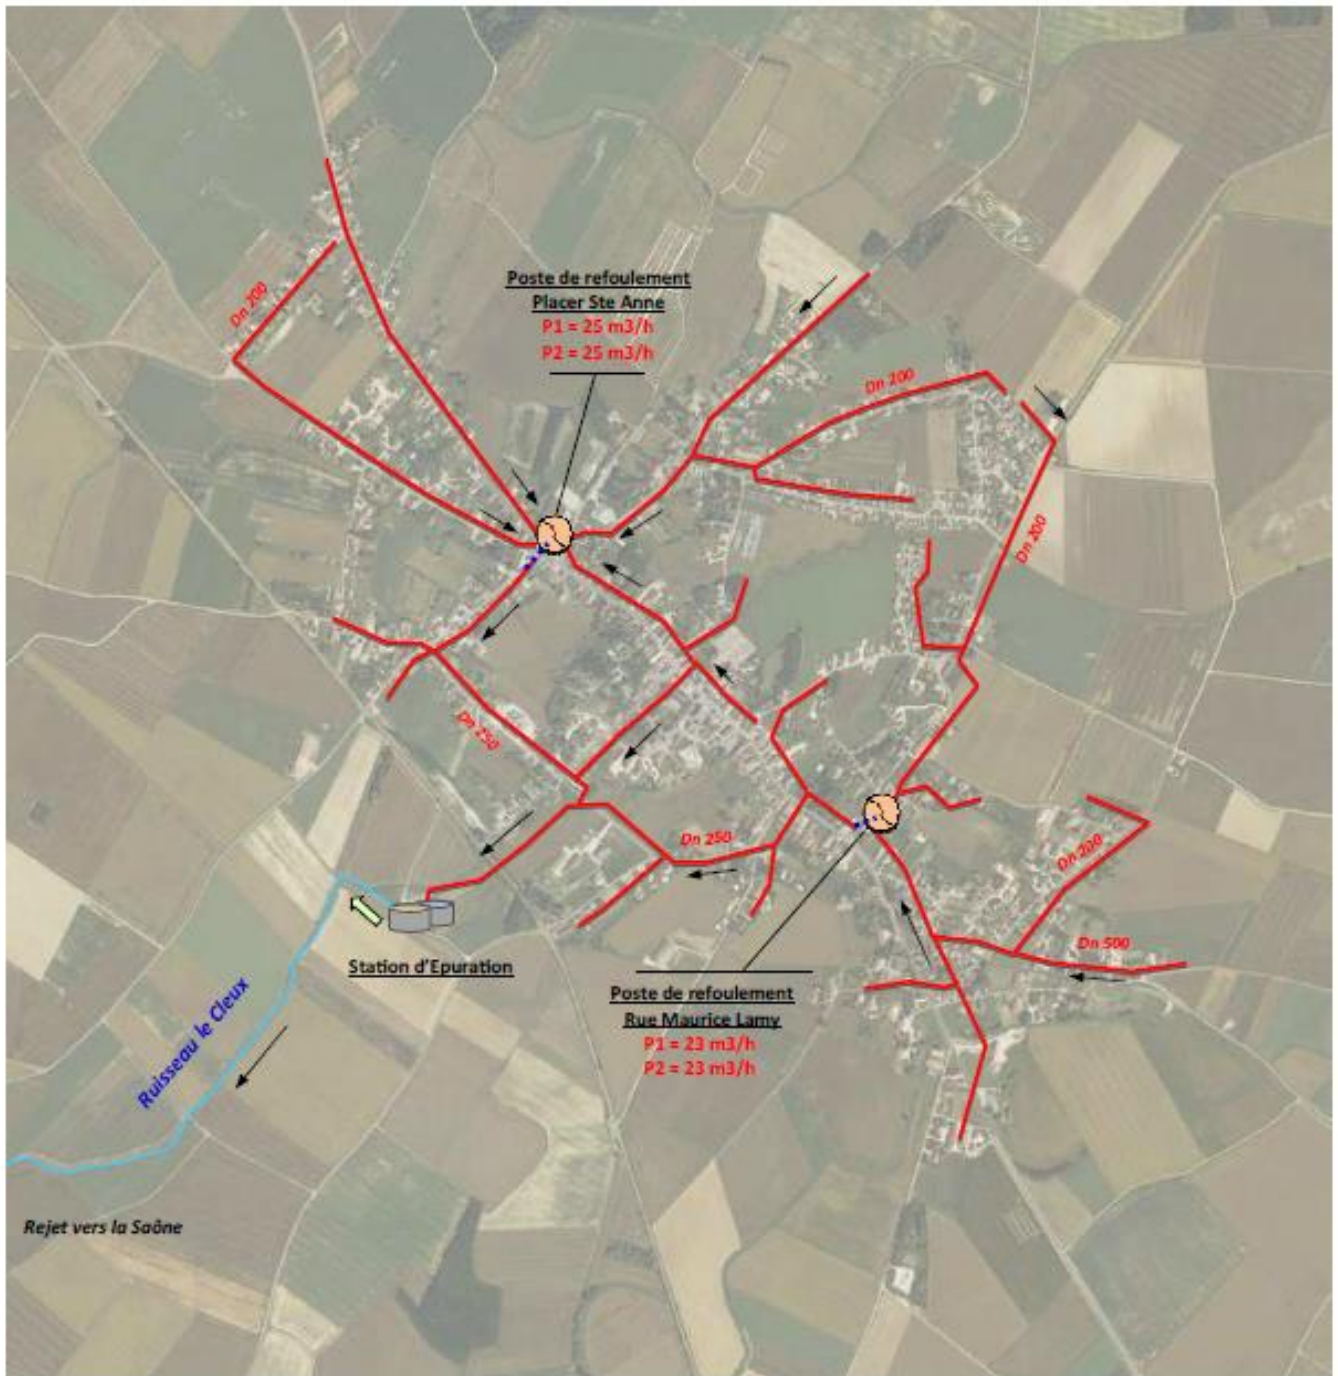 Dn 200
Poste de refoulement
Placer Ste Anne
P1 = 25 m3/h
P2 = 25 m3/h
Dn 200
Dn 200
Dn 250
Dn 250
Dn 200
Dn 500
Station d'Epuration
Poste de refoulement
Rue Maurice Lamy
P1 = 23 m3/h
P2 = 23 m3/h
Ruisseau le Cleux
Rejet vers la Saône